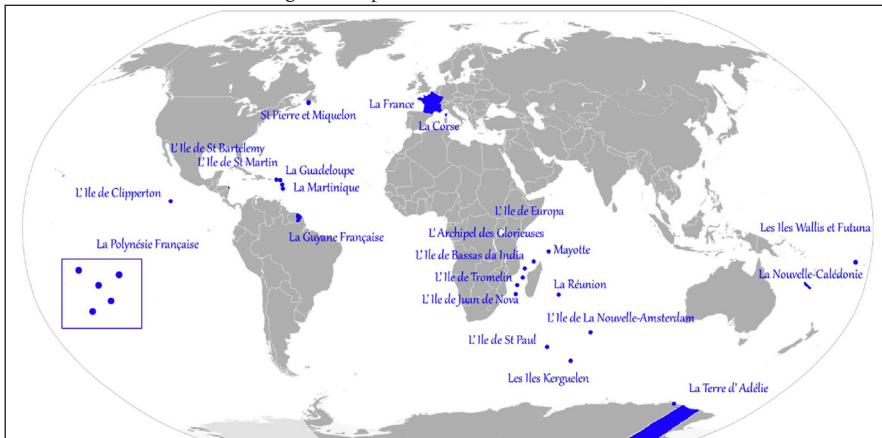 La France
St Pierre et Miquelon
La Corse
L' Ile de St Bartélemy
L' Ile de St Martin
La Guadeloupe
L' Ile de Clipperton
La Martinique
L' Ile de Europa
La Guyane Française
L' Archipel des Glorieuses
Les Iles Wallis et Futuna
La Polynésie Française
Mayotte
L' Ile de Bassas da India
L' Ile de Tromelin
La Nouvelle-Calédonie
La Réunion
L' Ile de Juan de Nova
L' Ile de La Nouvelle-Amsterdam
L' Ile de St Paul
Les Iles Kerguelen
La Terre d' Adélie